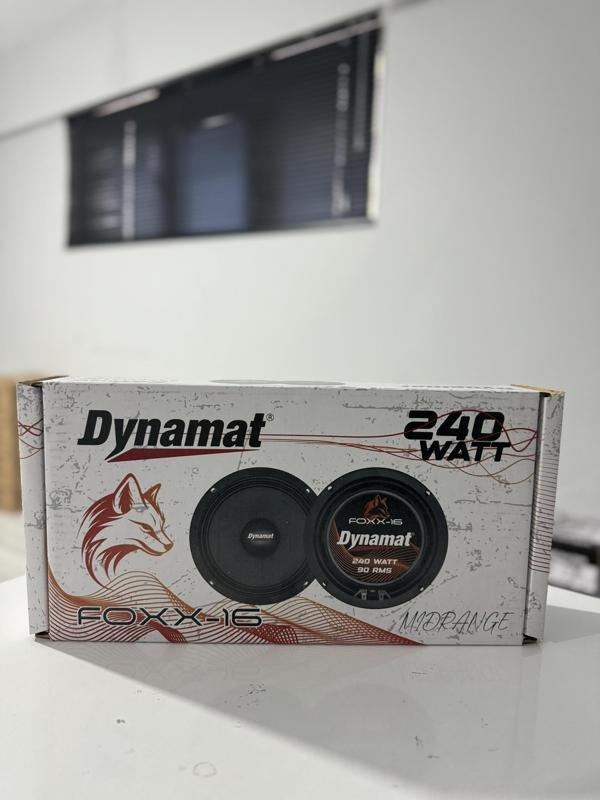 Dynamat®
240
WATT
Dynamat
FOXX-16
Dynamat
240 WATT
90 RMS
FOXX-16
MIDRANGE